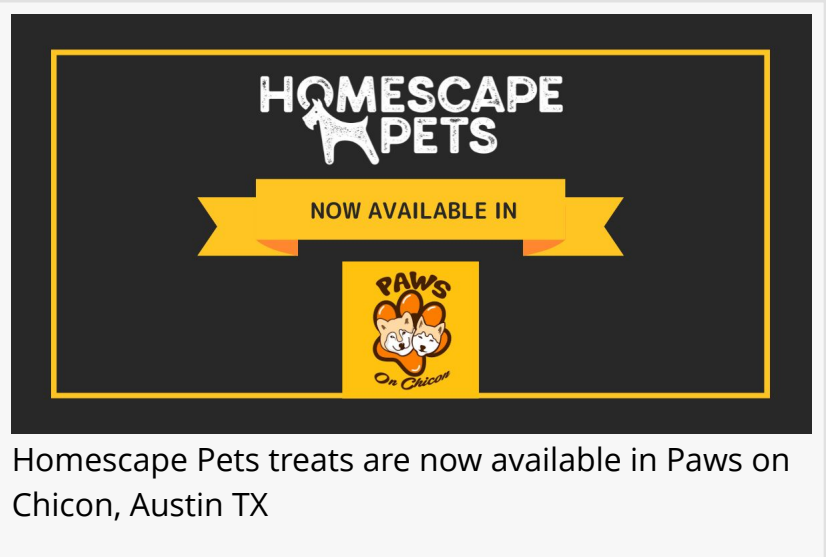 HOMESCAPE
PETS
NOW AVAILABLE IN
PAWS
On Chicon
Homescape Pets treats are now available in Paws on
Chicon, Austin TX